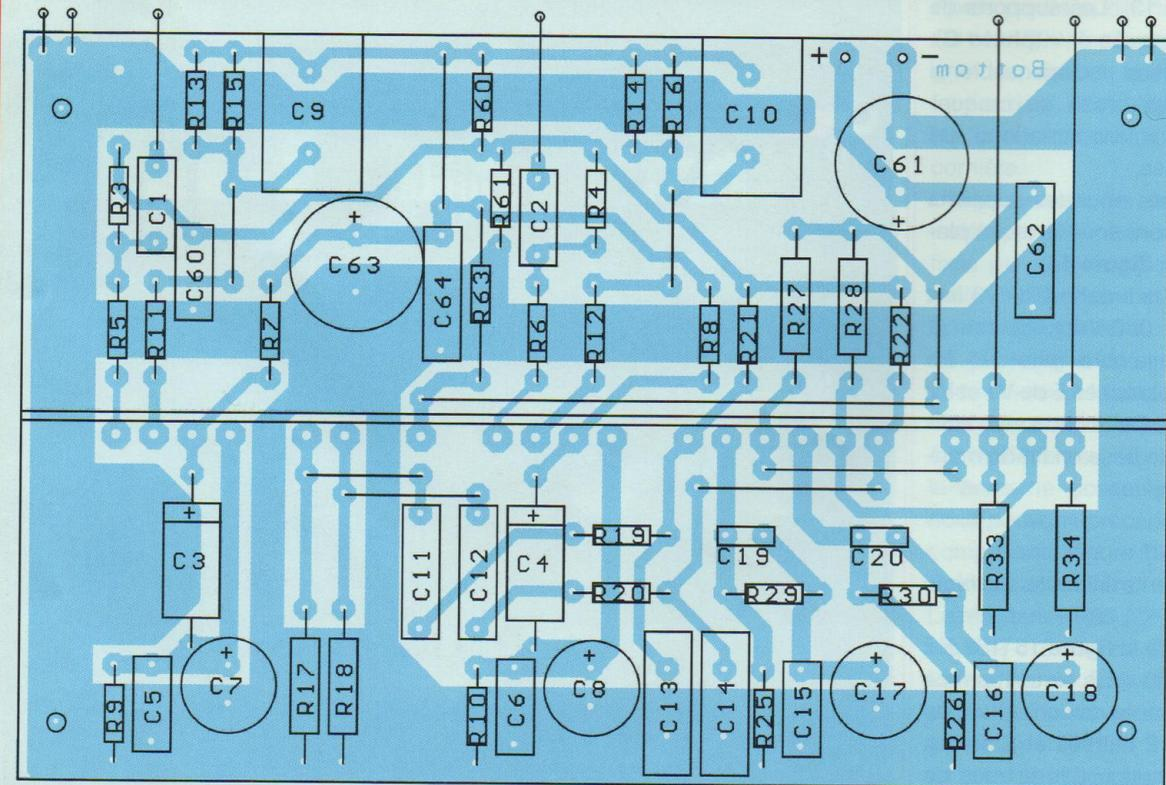 + −
Bottom
R13 R15 C9 R60 R14 R16 C10
C61
+
R3 C1 R61 C2 R4
+
C63
C60 C64 R63 C62
R5 R11 R7 R6 R12 R8 R21 R27 R28 R22
+ +
C3 C11 C12 C4 R19 C19 C20 R33 R34
R20 R29 R30
+ + + +
R9 C5 C7 R17 R18 R10 C6 C8 C13 C14 R25 C15 C17 R26 C16 C18